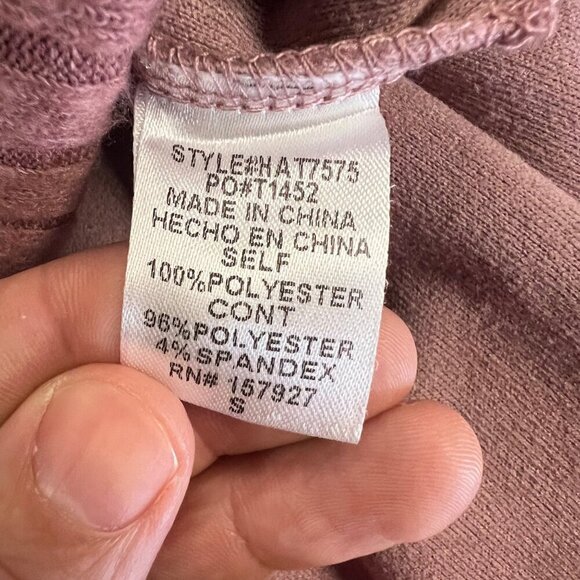 STYLE#HAT7575
PO#T1452
MADE IN CHINA
HECHO EN CHINA
SELF
100%POLYESTER
CONT
96%POLYESTER
4%SPANDEX
RN# 157927
S